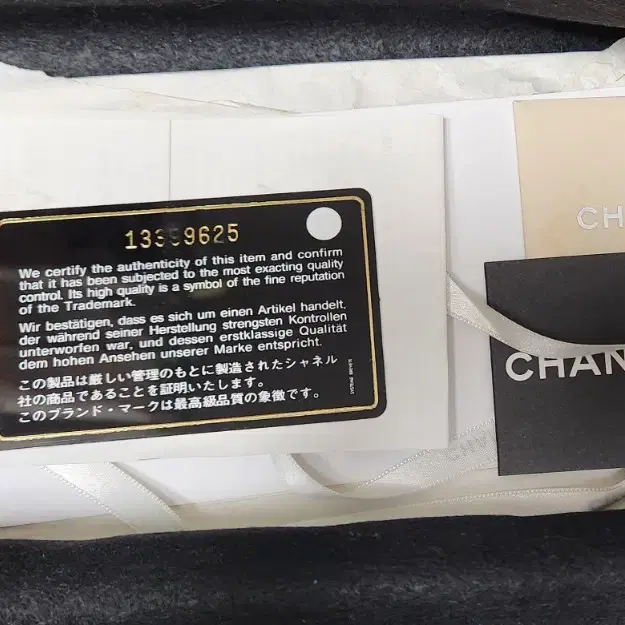 13359625
We certify the authenticity of this item and confirm
that it has been subjected to the most exacting quality
control. Its high quality is a symbol of the fine reputation
of the Trademark.
Wir bestätigen, dass es sich um einen Artikel handelt,
der während seiner Herstellung strengsten Kontrollen
unterworfen war, und dessen erstklassige Qualität
dem hohen Ansehen unserer Marke entspricht.
この製品は厳しい管理のもとに製造されたシャネル
社の商品であることを証明いたします。
このブランド・マークは最高級品質の象徴です。
CH
CHAN